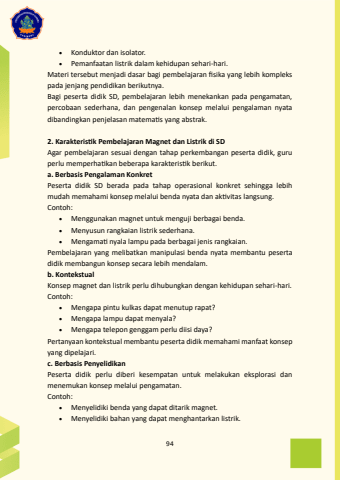 • Konduktor dan isolator.
• Pemanfaatan listrik dalam kehidupan sehari-hari.
Materi tersebut menjadi dasar bagi pembelajaran fisika yang lebih kompleks
pada jenjang pendidikan berikutnya.
Bagi peserta didik SD, pembelajaran lebih menekankan pada pengamatan,
percobaan sederhana, dan pengenalan konsep melalui pengalaman nyata
dibandingkan penjelasan matematis yang abstrak.
2. Karakteristik Pembelajaran Magnet dan Listrik di SD
Agar pembelajaran sesuai dengan tahap perkembangan peserta didik, guru
perlu memperhatikan beberapa karakteristik berikut.
a. Berbasis Pengalaman Konkret
Peserta didik SD berada pada tahap operasional konkret sehingga lebih
mudah memahami konsep melalui benda nyata dan aktivitas langsung.
Contoh:
• Menggunakan magnet untuk menguji berbagai benda.
• Menyusun rangkaian listrik sederhana.
• Mengamati nyala lampu pada berbagai jenis rangkaian.
Pembelajaran yang melibatkan manipulasi benda nyata membantu peserta
didik membangun konsep secara lebih mendalam.
b. Kontekstual
Konsep magnet dan listrik perlu dihubungkan dengan kehidupan sehari-hari.
Contoh:
• Mengapa pintu kulkas dapat menutup rapat?
• Mengapa lampu dapat menyala?
• Mengapa telepon genggam perlu diisi daya?
Pertanyaan kontekstual membantu peserta didik memahami manfaat konsep
yang dipelajari.
c. Berbasis Penyelidikan
Peserta didik perlu diberi kesempatan untuk melakukan eksplorasi dan
menemukan konsep melalui pengamatan.
Contoh:
• Menyelidiki benda yang dapat ditarik magnet.
• Menyelidiki bahan yang dapat menghantarkan listrik.
94